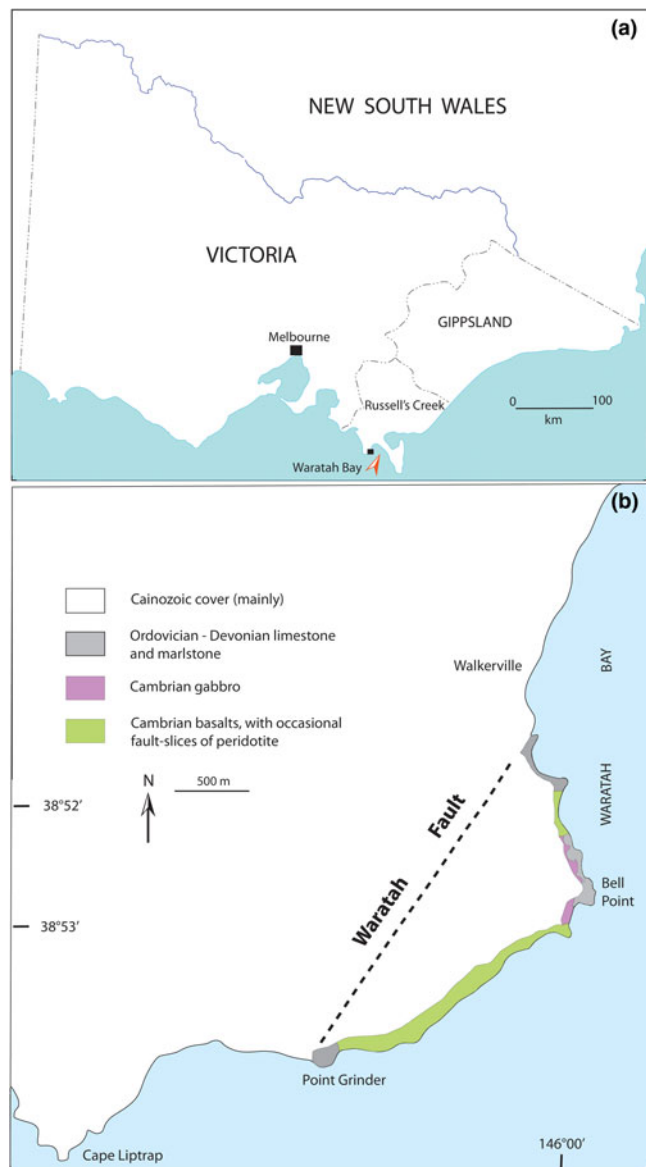 (a)
NEW SOUTH WALES
VICTORIA
GIPPSLAND
Melbourne
Russell's Creek
0 100
km
Waratah Bay
(b)
Cainozoic cover (mainly)
Ordovician - Devonian limestone
and marlstone
Cambrian gabbro
Cambrian basalts, with occasional
fault-slices of peridotite
Walkerville
BAY
WARATAH
N
500 m
38°52'
38°53'
Waratah Fault
Bell
Point
Point Grinder
Cape Liptrap
146°00'